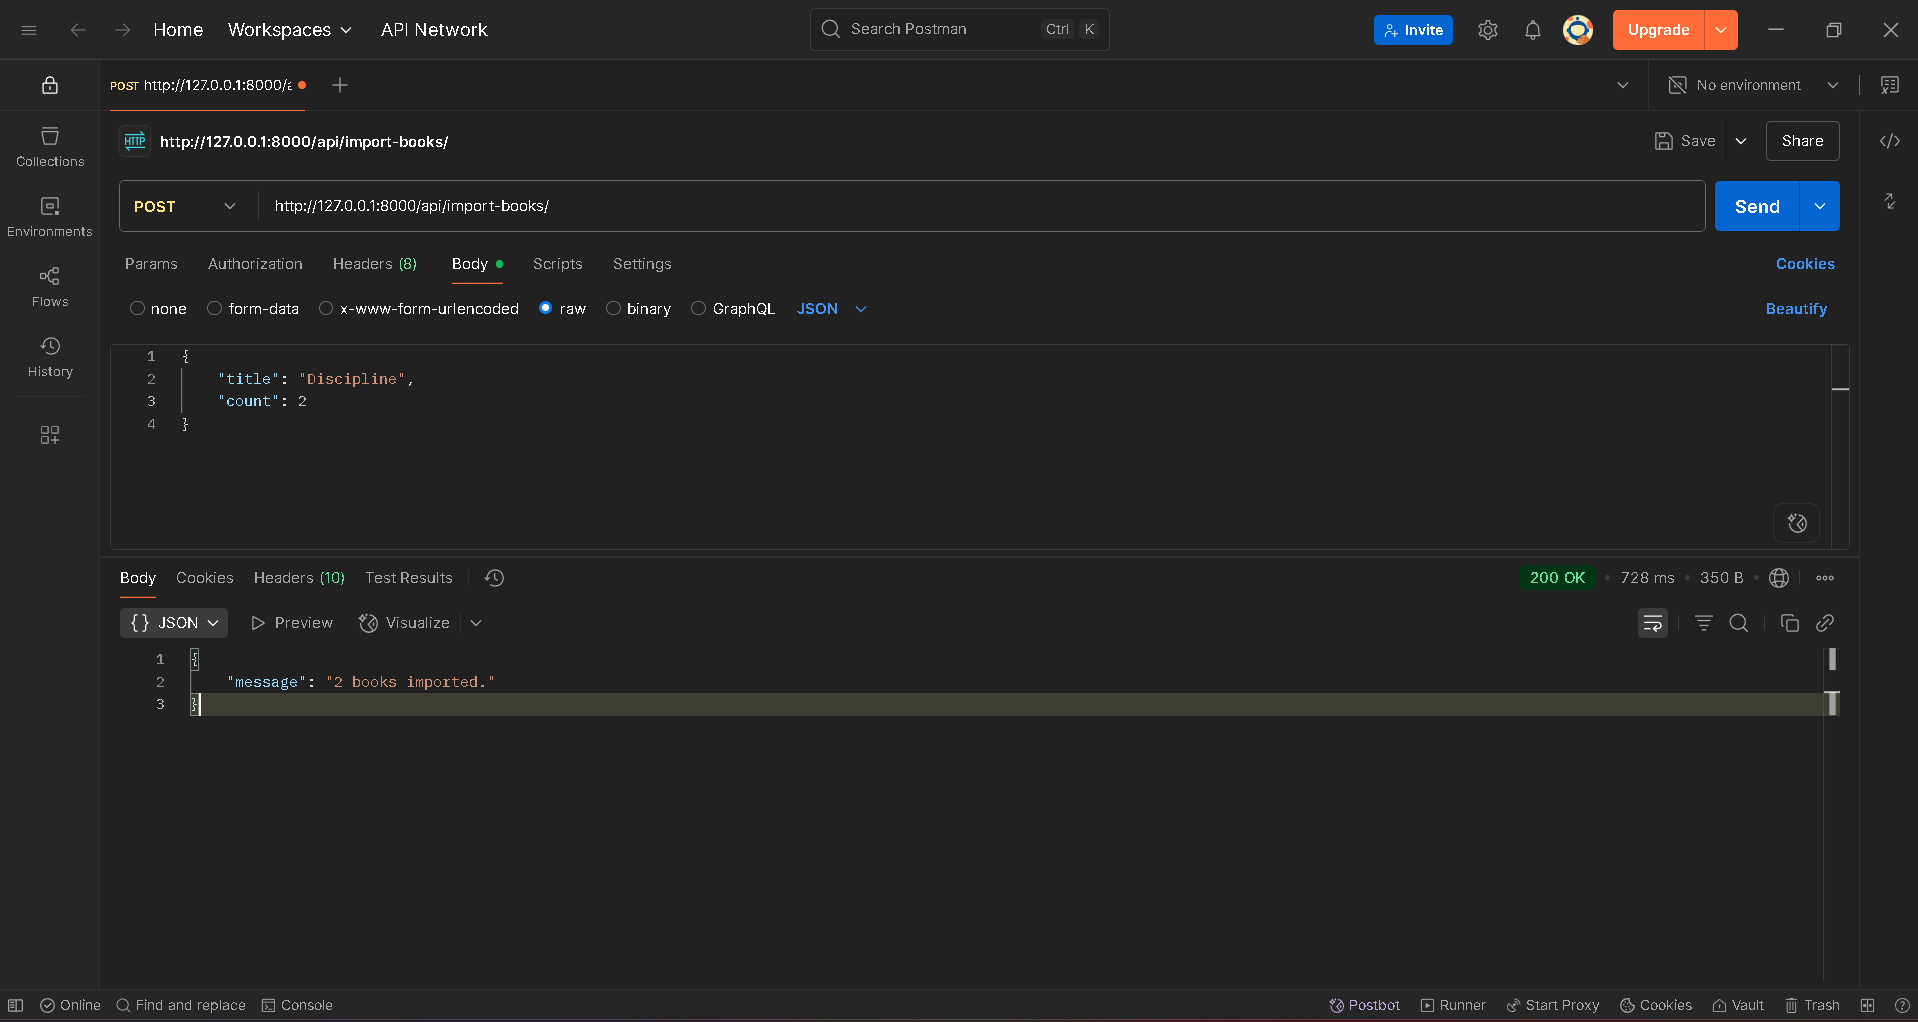 Home Workspaces API Network Search Postman Ctrl K Invite Upgrade
POST http://127.0.0.1:8000/a No environment
HTTP http://127.0.0.1:8000/api/import-books/ Save Share
POST http://127.0.0.1:8000/api/import-books/ Send
Params Authorization Headers (8) Body Scripts Settings Cookies
none form-data x-www-form-urlencoded raw binary GraphQL JSON Beautify
Collections
Environments
Flows
History
1 {
2 "title": "Discipline",
3 "count": 2
4 }
Body Cookies Headers (10) Test Results 200 OK • 728 ms • 350 B •
{} JSON Preview Visualize
1 {
2 "message": "2 books imported."
3 }
Online Find and replace Console Postbot Runner Start Proxy Cookies Vault Trash